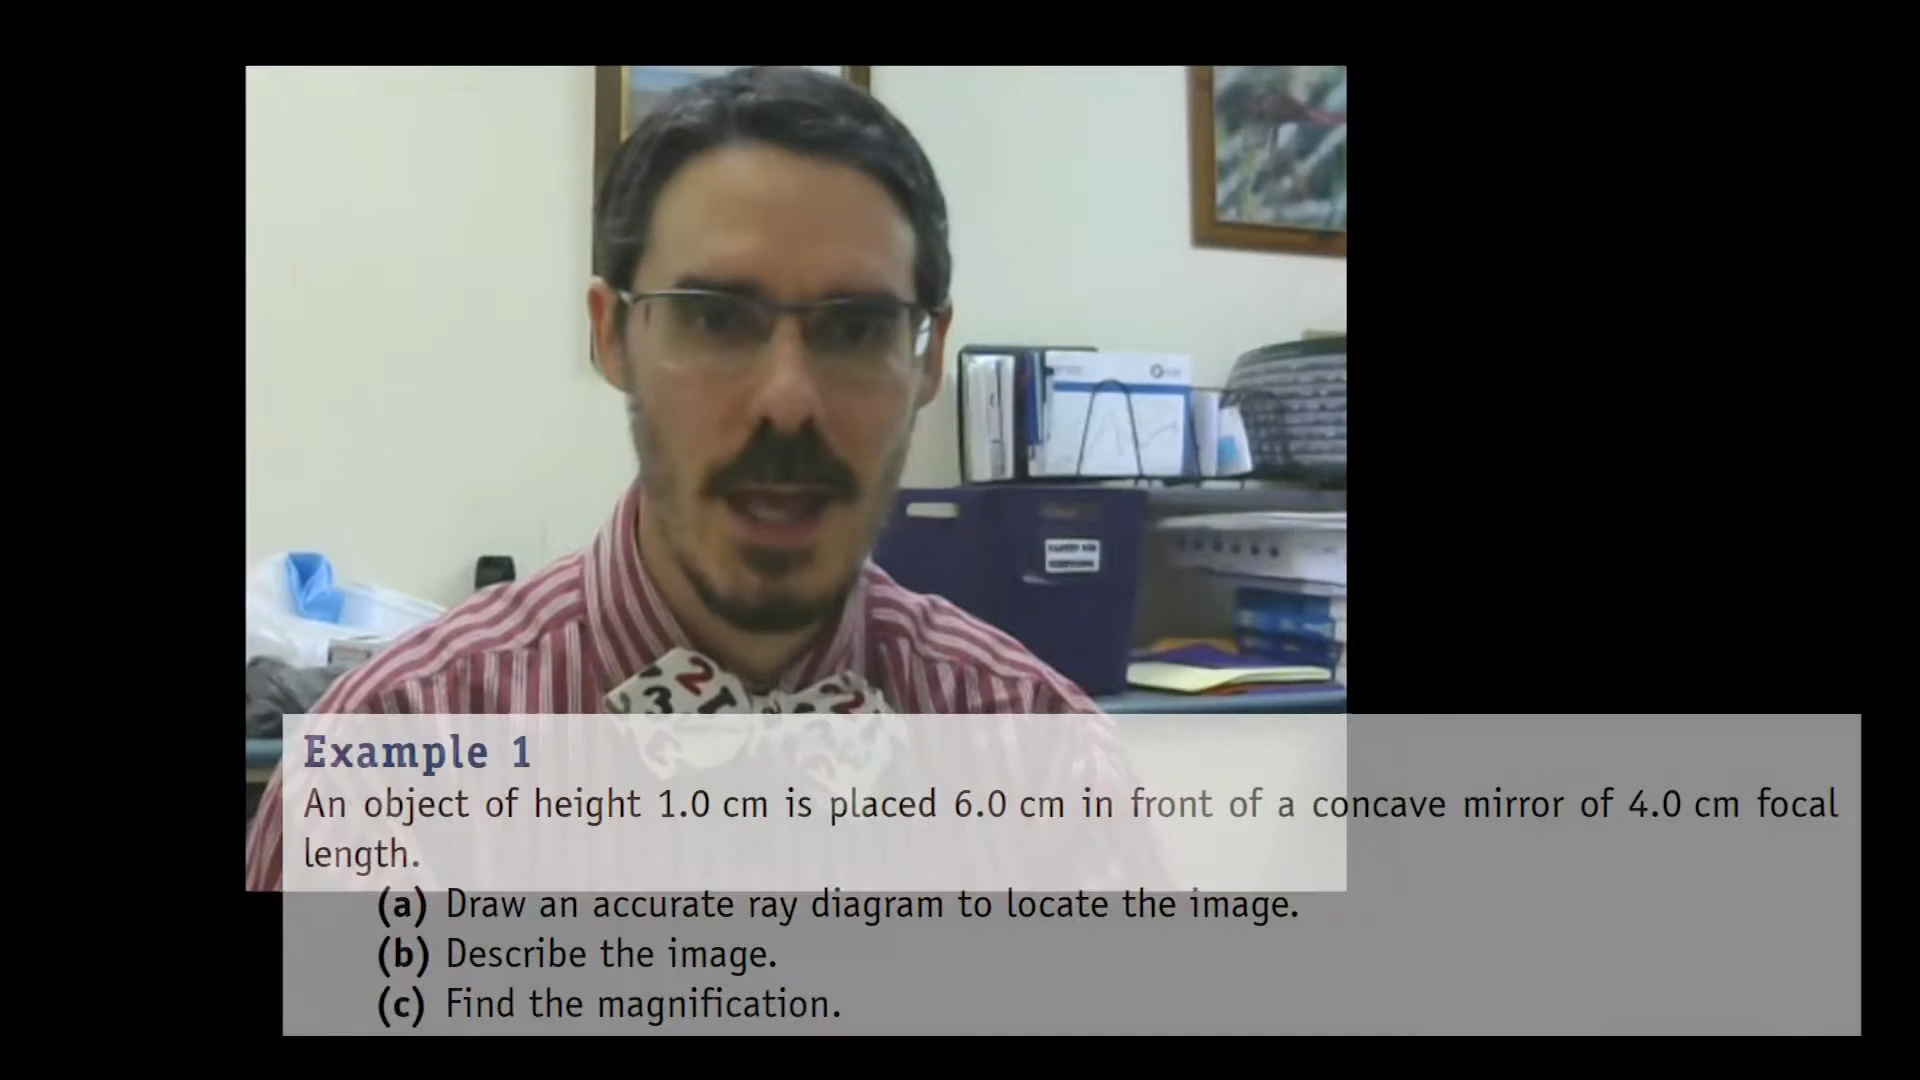 Example 1
An object of height 1.0 cm is placed 6.0 cm in front of a concave mirror of 4.0 cm focal
length.
(a) Draw an accurate ray diagram to locate the image.
(b) Describe the image.
(c) Find the magnification.